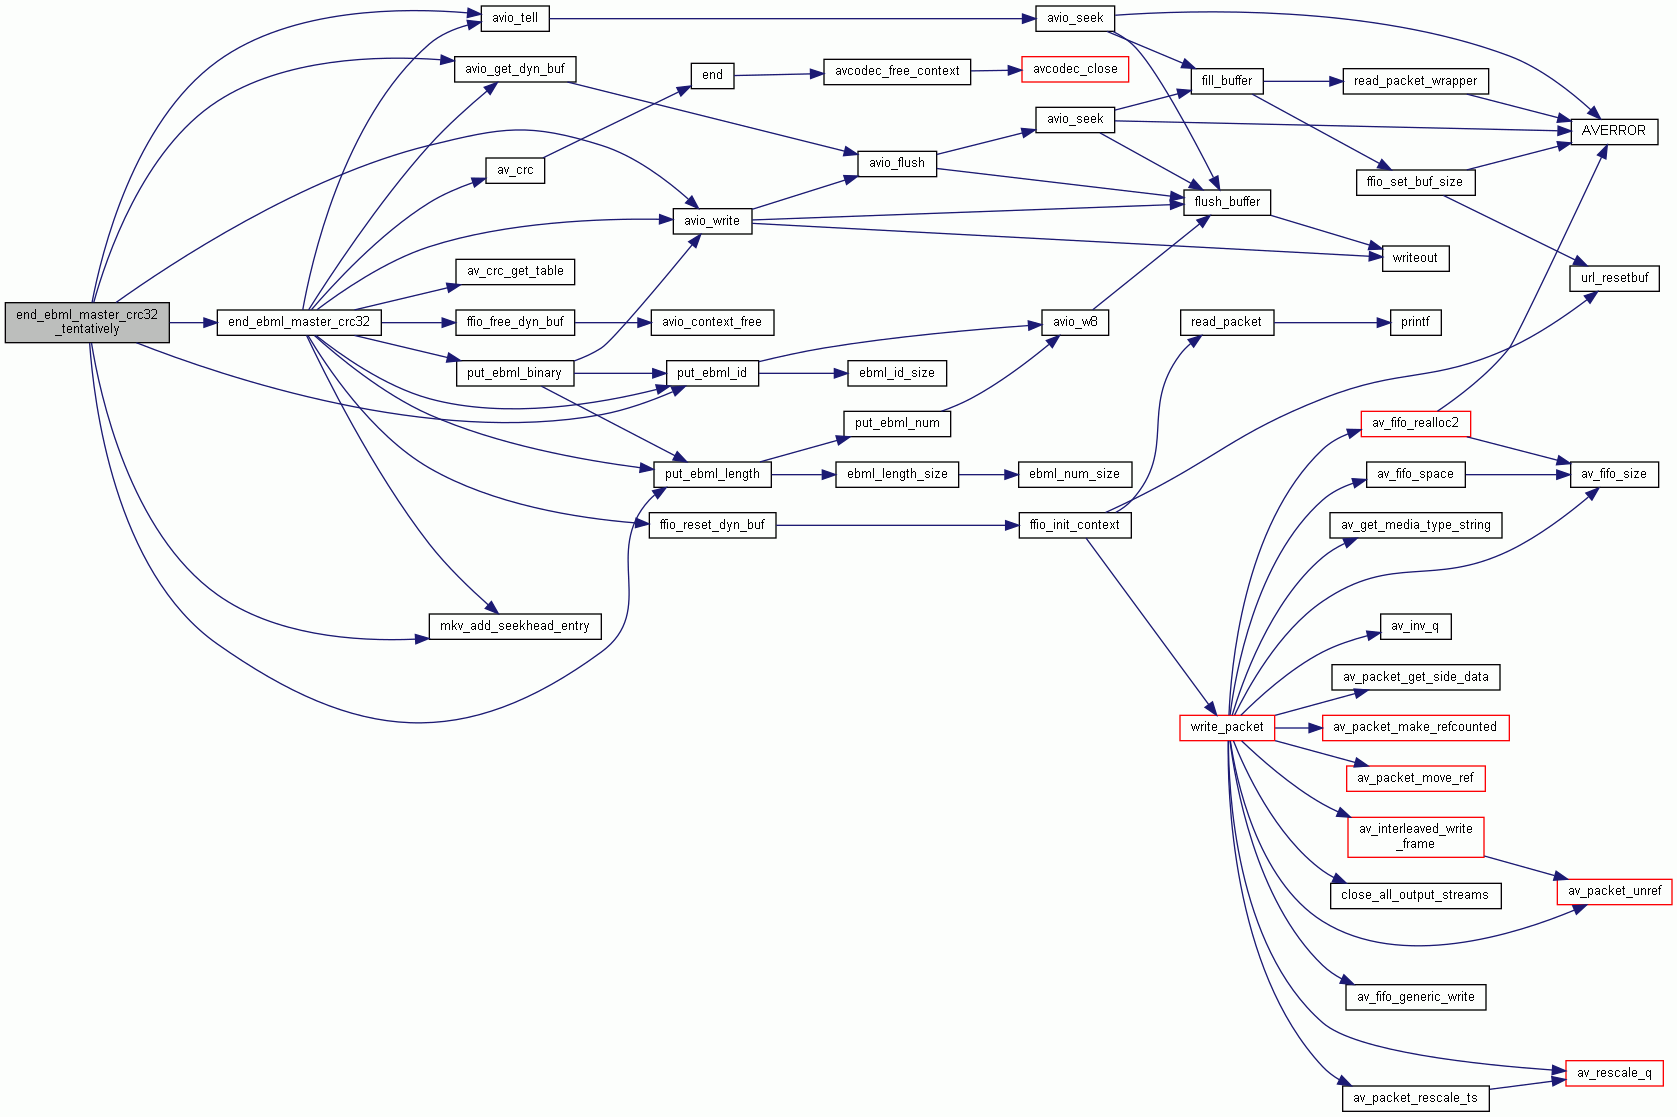 avio_tell
avio_seek
avio_get_dyn_buf
end
avcodec_free_context
avcodec_close
fill_buffer
read_packet_wrapper
avio_seek
AVERROR
av_crc
avio_flush
ffio_set_buf_size
flush_buffer
avio_write
writeout
av_crc_get_table
url_resetbuf
end_ebml_master_crc32
_tentatively
end_ebml_master_crc32
ffio_free_dyn_buf
avio_context_free
avio_w8
read_packet
printf
put_ebml_binary
put_ebml_id
ebml_id_size
put_ebml_num
av_fifo_realloc2
put_ebml_length
ebml_length_size
ebml_num_size
av_fifo_space
av_fifo_size
ffio_reset_dyn_buf
ffio_init_context
av_get_media_type_string
mkv_add_seekhead_entry
av_inv_q
av_packet_get_side_data
write_packet
av_packet_make_refcounted
av_packet_move_ref
av_interleaved_write
_frame
close_all_output_streams
av_packet_unref
av_fifo_generic_write
av_rescale_q
av_packet_rescale_ts